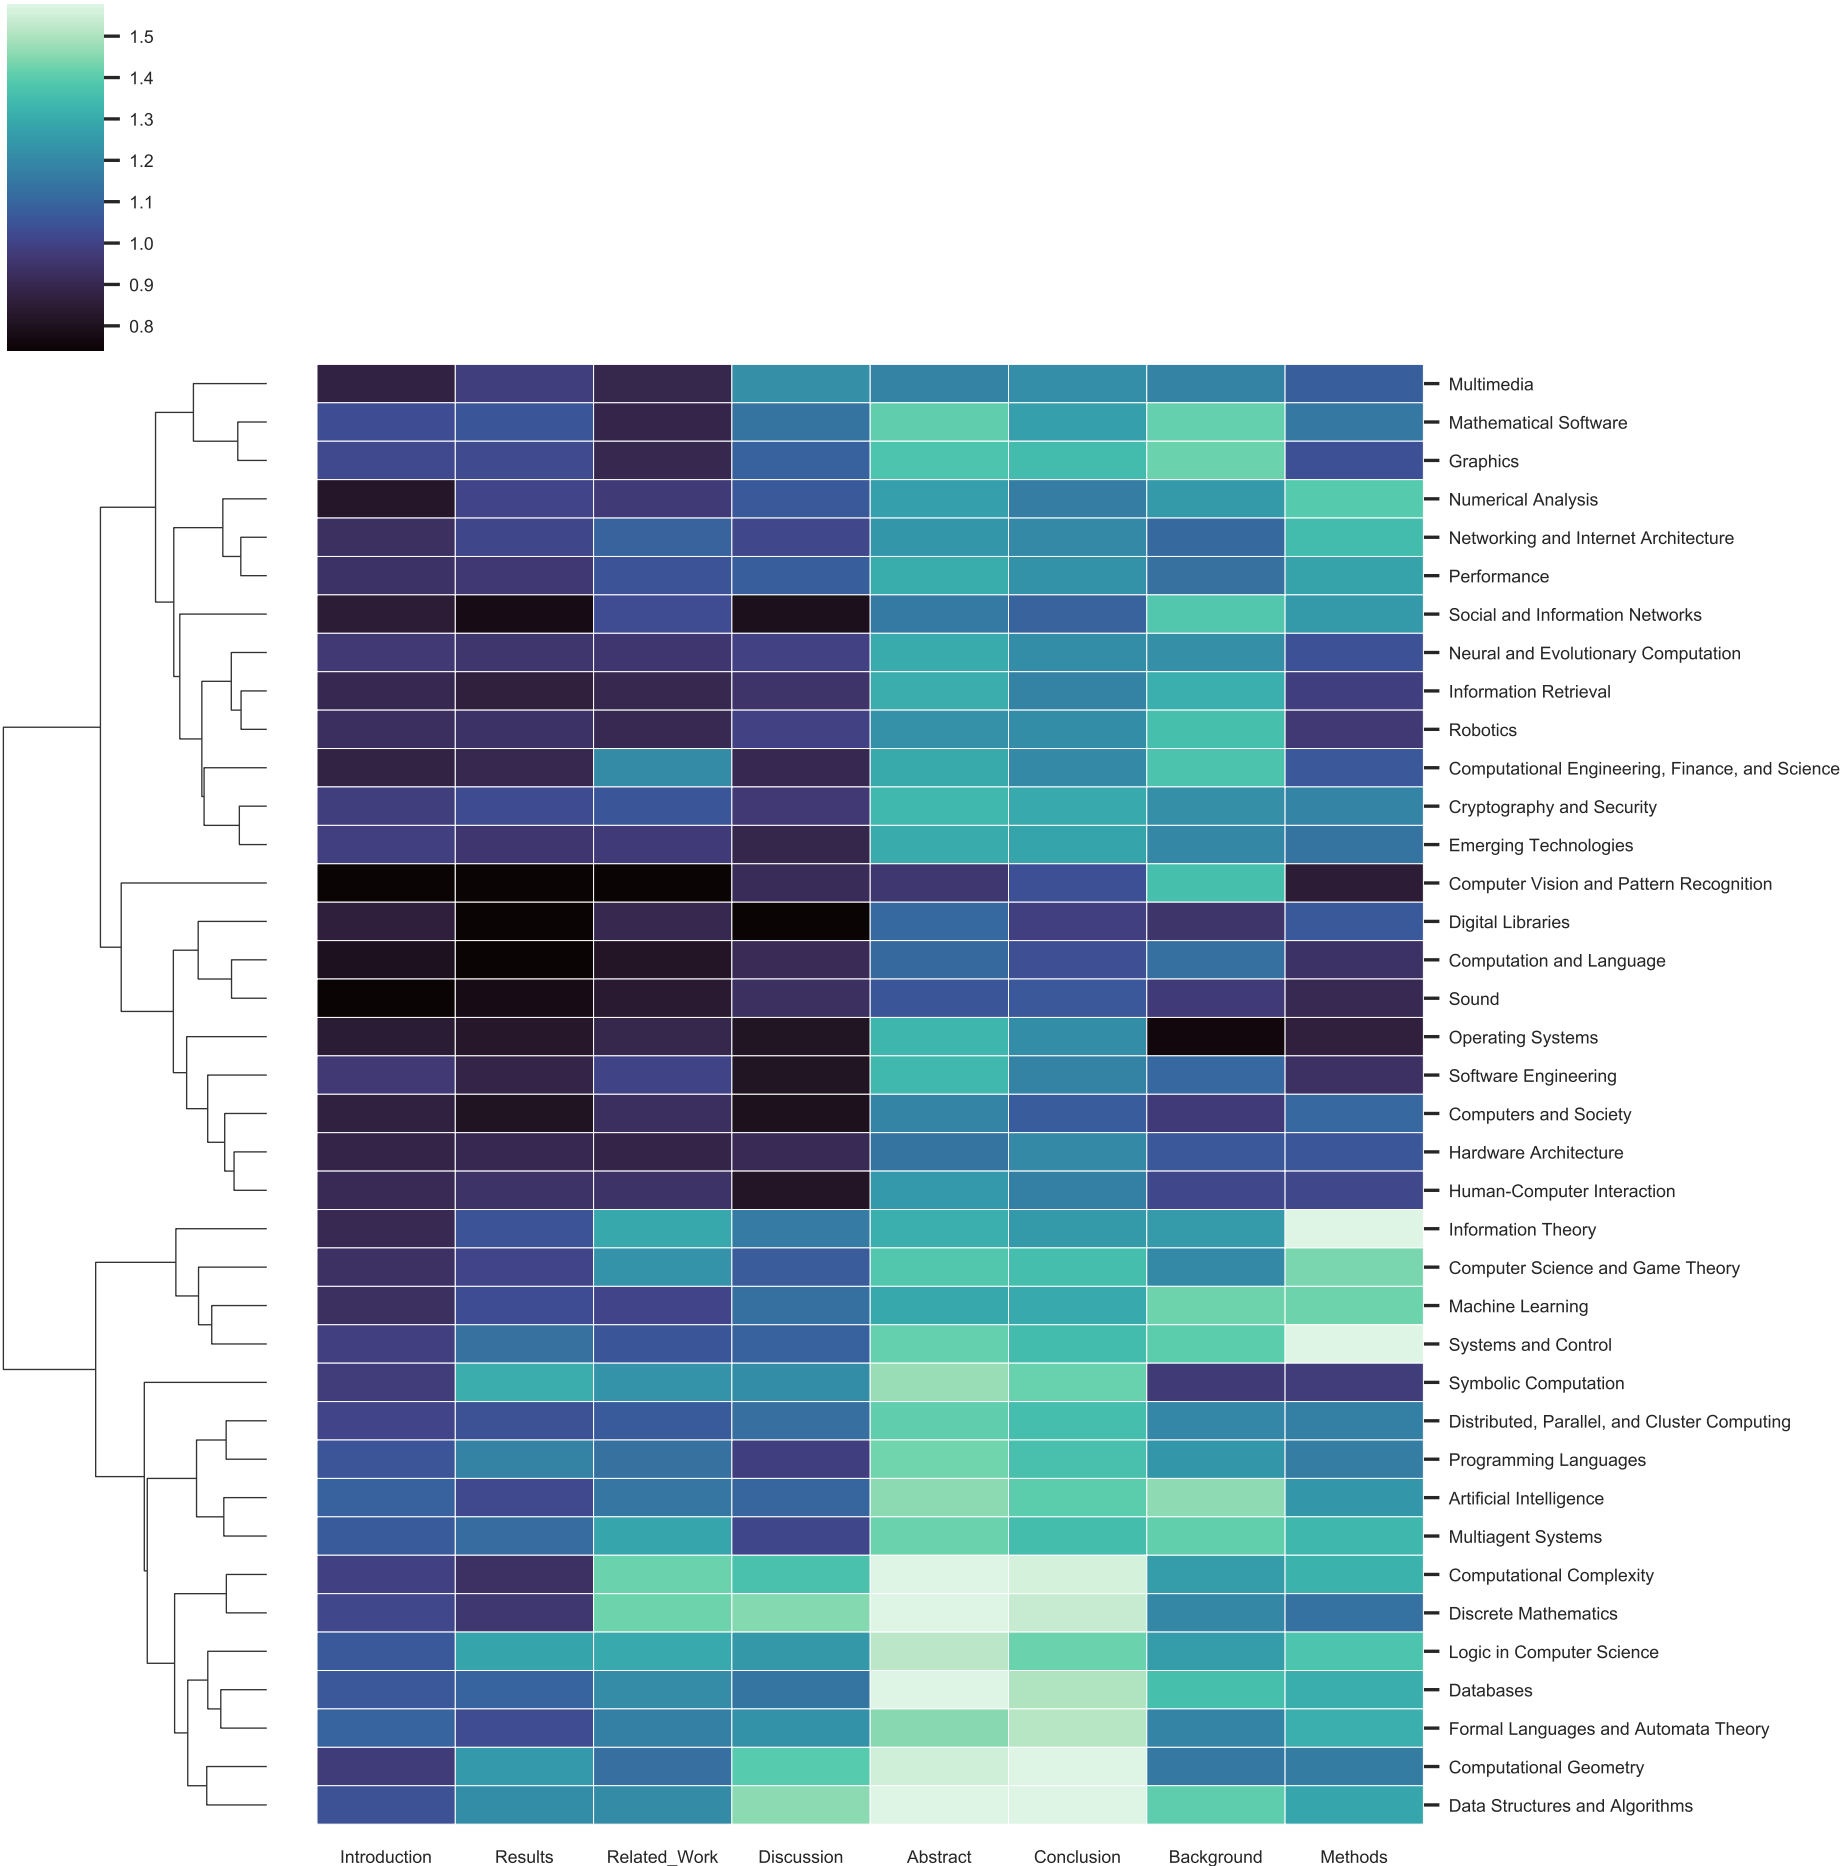 1.5
1.4
1.3
1.2
1.1
1.0
0.9
0.8
Multimedia
Mathematical Software
Graphics
Numerical Analysis
Networking and Internet Architecture
Performance
Social and Information Networks
Neural and Evolutionary Computation
Information Retrieval
Robotics
Computational Engineering, Finance, and Science
Cryptography and Security
Emerging Technologies
Computer Vision and Pattern Recognition
Digital Libraries
Computation and Language
Sound
Operating Systems
Software Engineering
Computers and Society
Hardware Architecture
Human-Computer Interaction
Information Theory
Computer Science and Game Theory
Machine Learning
Systems and Control
Symbolic Computation
Distributed, Parallel, and Cluster Computing
Programming Languages
Artificial Intelligence
Multiagent Systems
Computational Complexity
Discrete Mathematics
Logic in Computer Science
Databases
Formal Languages and Automata Theory
Computational Geometry
Data Structures and Algorithms
Introduction Results Related_Work Discussion Abstract Conclusion Background Methods